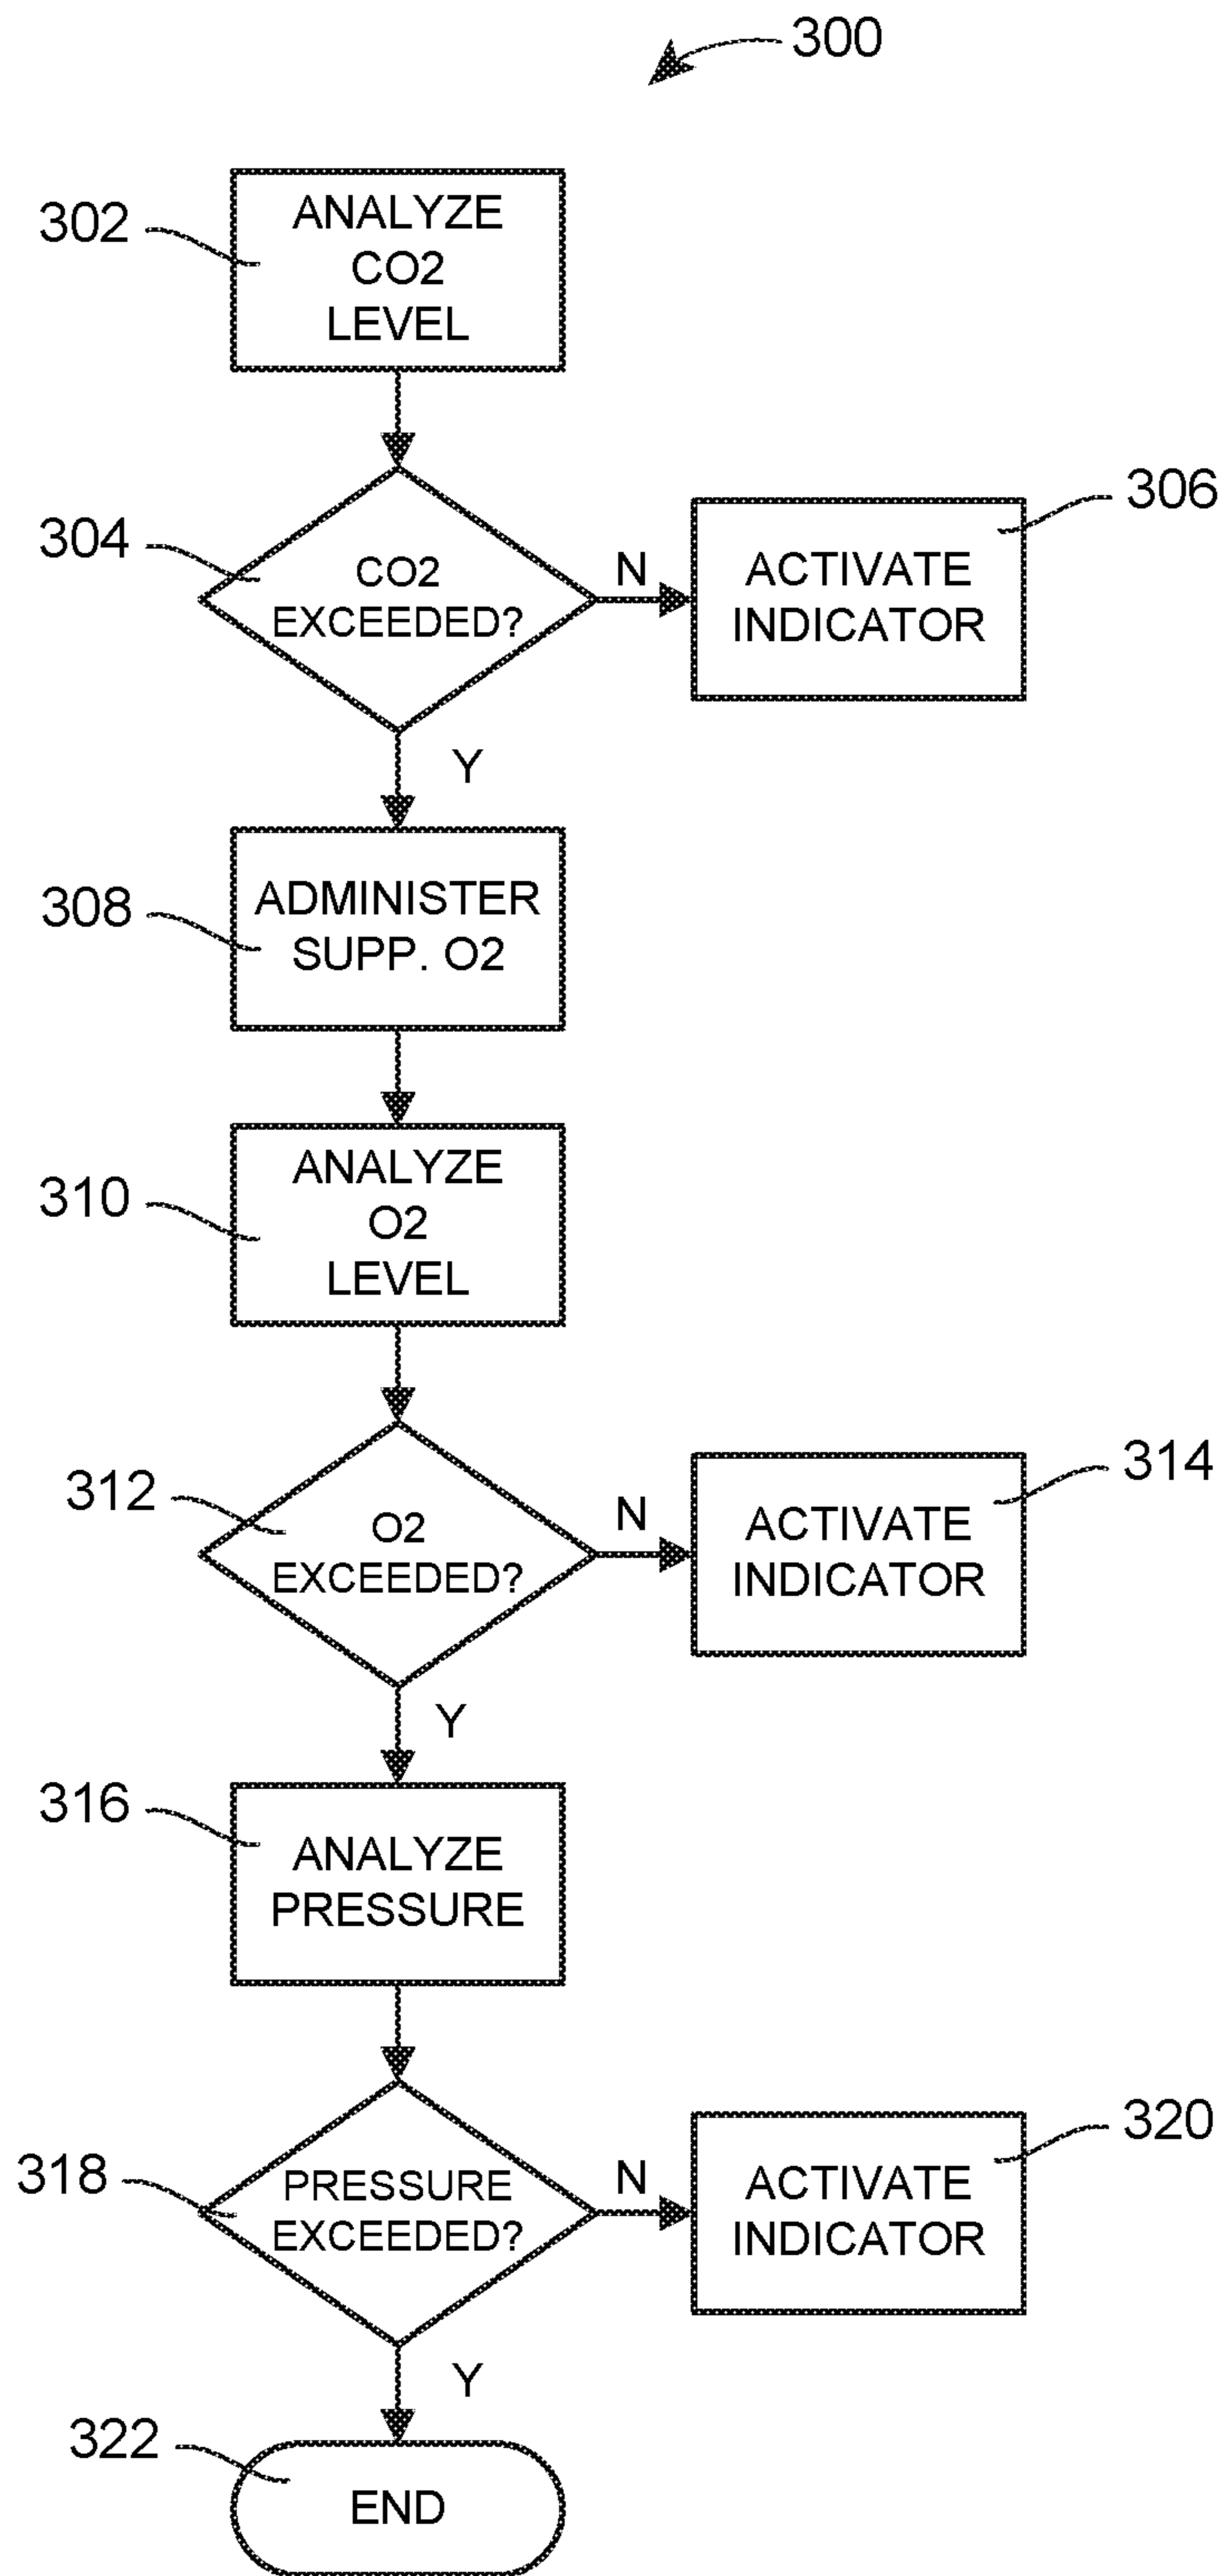 300
302
ANALYZE
CO2
LEVEL
304
CO2
EXCEEDED?
N
306
ACTIVATE
INDICATOR
Y
308
ADMINISTER
SUPP. O2
310
ANALYZE
O2
LEVEL
312
O2
EXCEEDED?
N
314
ACTIVATE
INDICATOR
Y
316
ANALYZE
PRESSURE
318
PRESSURE
EXCEEDED?
N
320
ACTIVATE
INDICATOR
Y
322
END